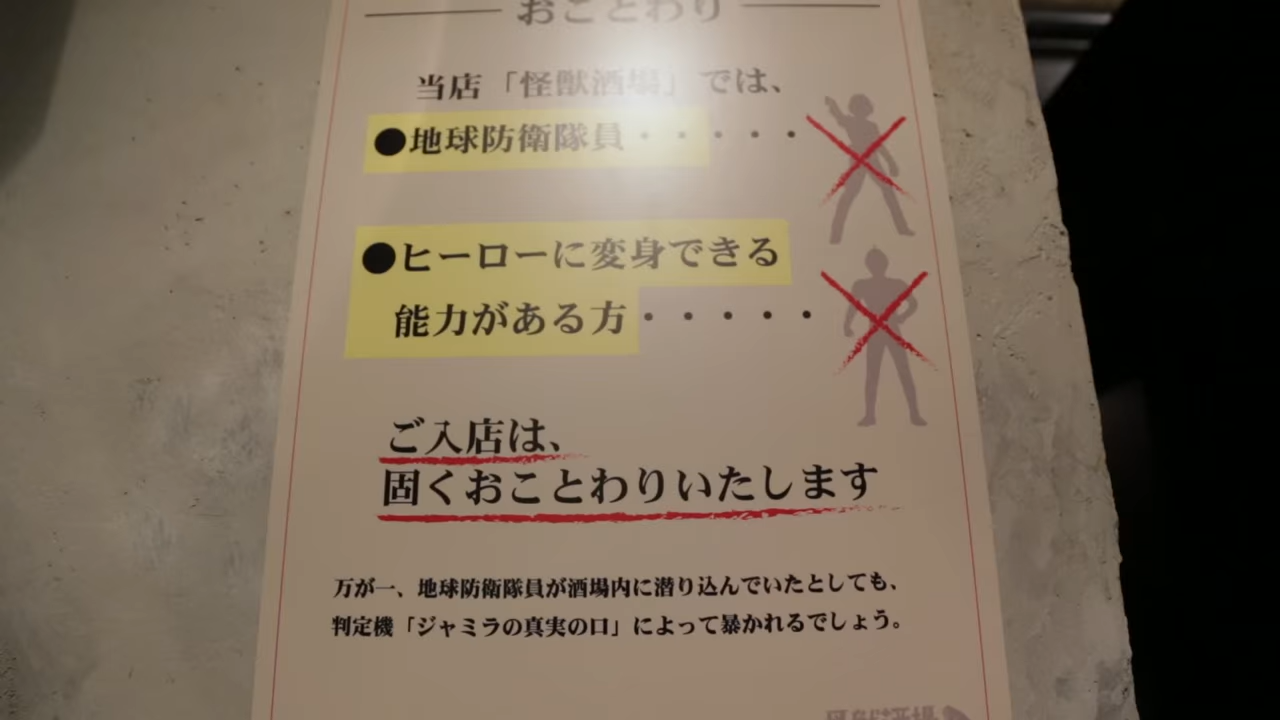 おことわり
当店「怪獣酒場」では、
●地球防衛隊員・・・・・
●ヒーローに変身できる
能力がある方・・・・・
ご入店は、
固くおことわりいたします
万が一、地球防衛隊員が酒場内に潜り込んでいたとしても、
判定機「ジャミラの真実の口」によって暴かれるでしょう。